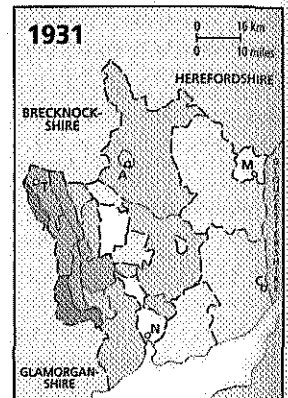 1931
0 16 km
0 10 miles
HEREFORDSHIRE
BRECKNOCK-
SHIRE
M
A
T
N
GLAMORGAN-
SHIRE